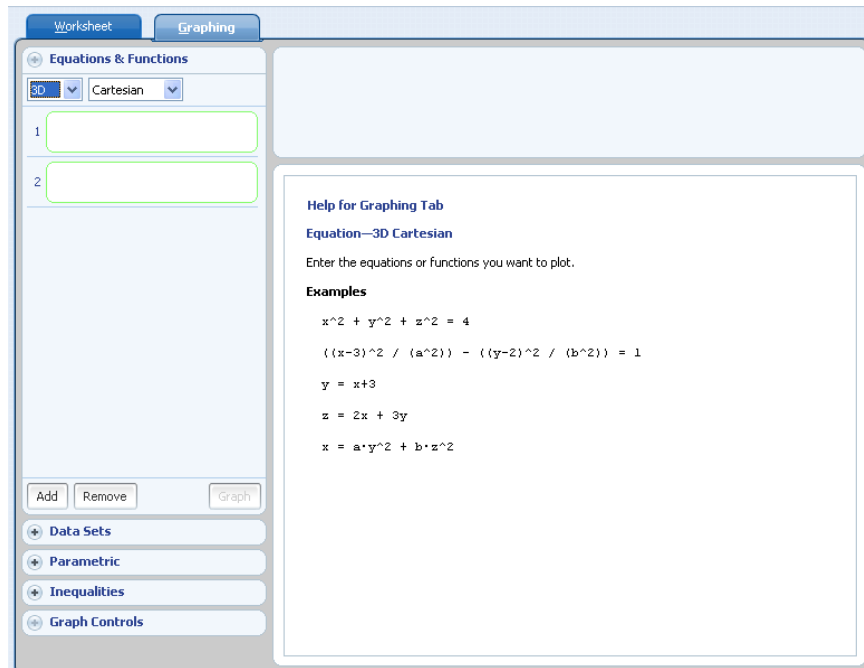 Worksheet
Graphing
Equations & Functions
3D
Cartesian
1
2
Add
Remove
Graph
Data Sets
Parametric
Inequalities
Graph Controls
Help for Graphing Tab
Equation—3D Cartesian
Enter the equations or functions you want to plot.
Examples
x^2 + y^2 + z^2 = 4
((x-3)^2 / (a^2)) - ((y-2)^2 / (b^2)) = 1
y = x+3
z = 2x + 3y
x = a·y^2 + b·z^2